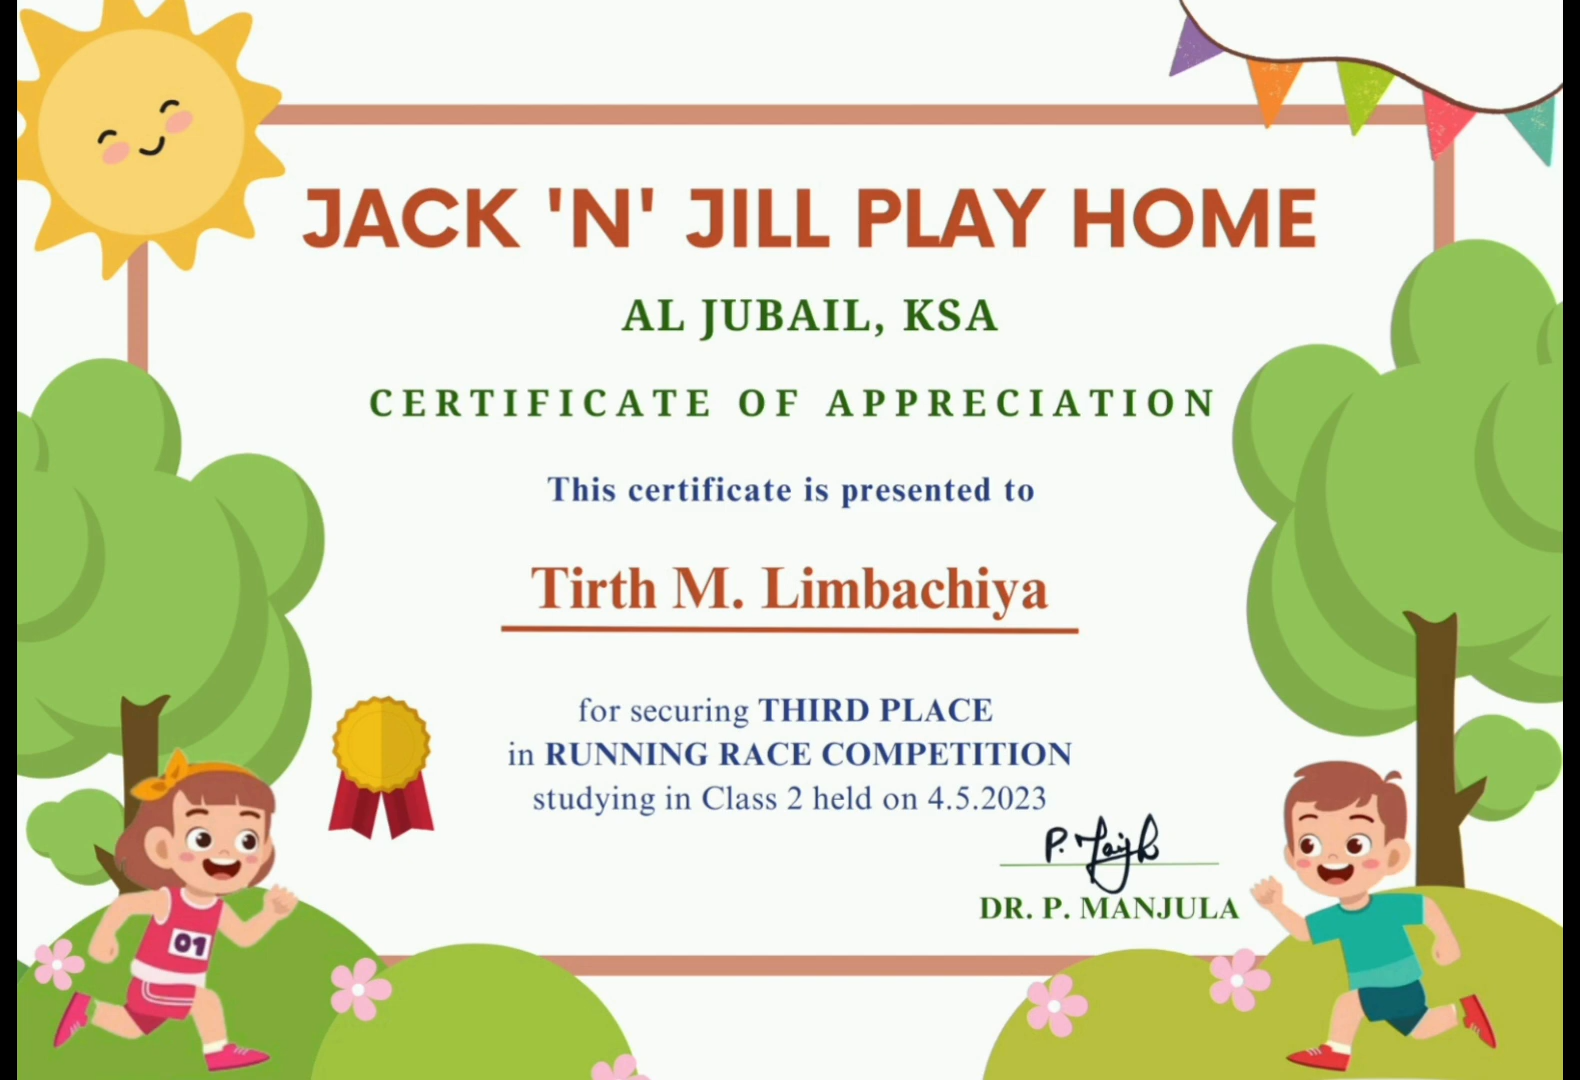 JACK 'N' JILL PLAY HOME
AL JUBAIL, KSA
CERTIFICATE OF APPRECIATION
This certificate is presented to
Tirth M. Limbachiya
for securing THIRD PLACE
in RUNNING RACE COMPETITION
studying in Class 2 held on 4.5.2023
DR. P. MANJULA
01